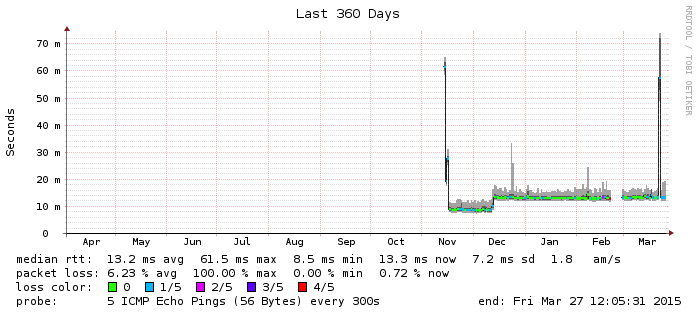 Last 360 Days
RRDTOOL / TOBI OETIKER
Seconds
70 m
60 m
50 m
40 m
30 m
20 m
10 m
0
Apr May Jun Jul Aug Sep Oct Nov Dec Jan Feb Mar
median rtt: 13.2 ms avg 61.5 ms max 8.5 ms min 13.3 ms now 7.2 ms sd 1.8 am/s
packet loss: 6.23 % avg 100.00 % max 0.00 % min 0.72 % now
loss color: 0 1/5 2/5 3/5 4/5
probe: 5 ICMP Echo Pings (56 Bytes) every 300s end: Fri Mar 27 12:05:31 2015